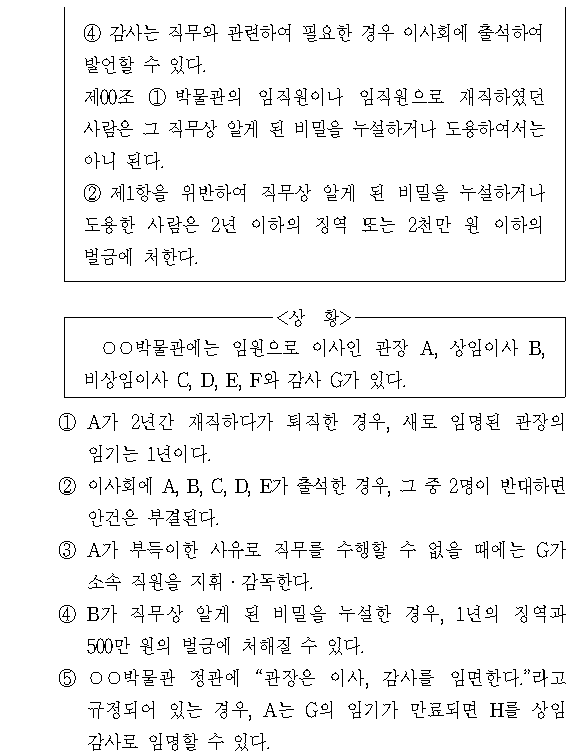 ④ 감사는 직무와 관련하여 필요한 경우 이사회에 출석하여
발언할 수 있다.
제00조 ① 박물관의 임직원이나 임직원으로 재직하였던
사람은 그 직무상 알게 된 비밀을 누설하거나 도용하여서는
아니 된다.
② 제1항을 위반하여 직무상 알게 된 비밀을 누설하거나
도용한 사람은 2년 이하의 징역 또는 2천만 원 이하의
벌금에 처한다.
<상 황>
○○박물관에는 임원으로 이사인 관장 A, 상임이사 B,
비상임이사 C, D, E, F와 감사 G가 있다.
① A가 2년간 재직하다가 퇴직한 경우, 새로 임명된 관장의
임기는 1년이다.
② 이사회에 A, B, C, D, E가 출석한 경우, 그 중 2명이 반대하면
안건은 부결된다.
③ A가 부득이한 사유로 직무를 수행할 수 없을 때에는 G가
소속 직원을 지휘·감독한다.
④ B가 직무상 알게 된 비밀을 누설한 경우, 1년의 징역과
500만 원의 벌금에 처해질 수 있다.
⑤ ○○박물관 정관에 “관장은 이사, 감사를 임면한다.”라고
규정되어 있는 경우, A는 G의 임기가 만료되면 H를 상임
감사로 임명할 수 있다.